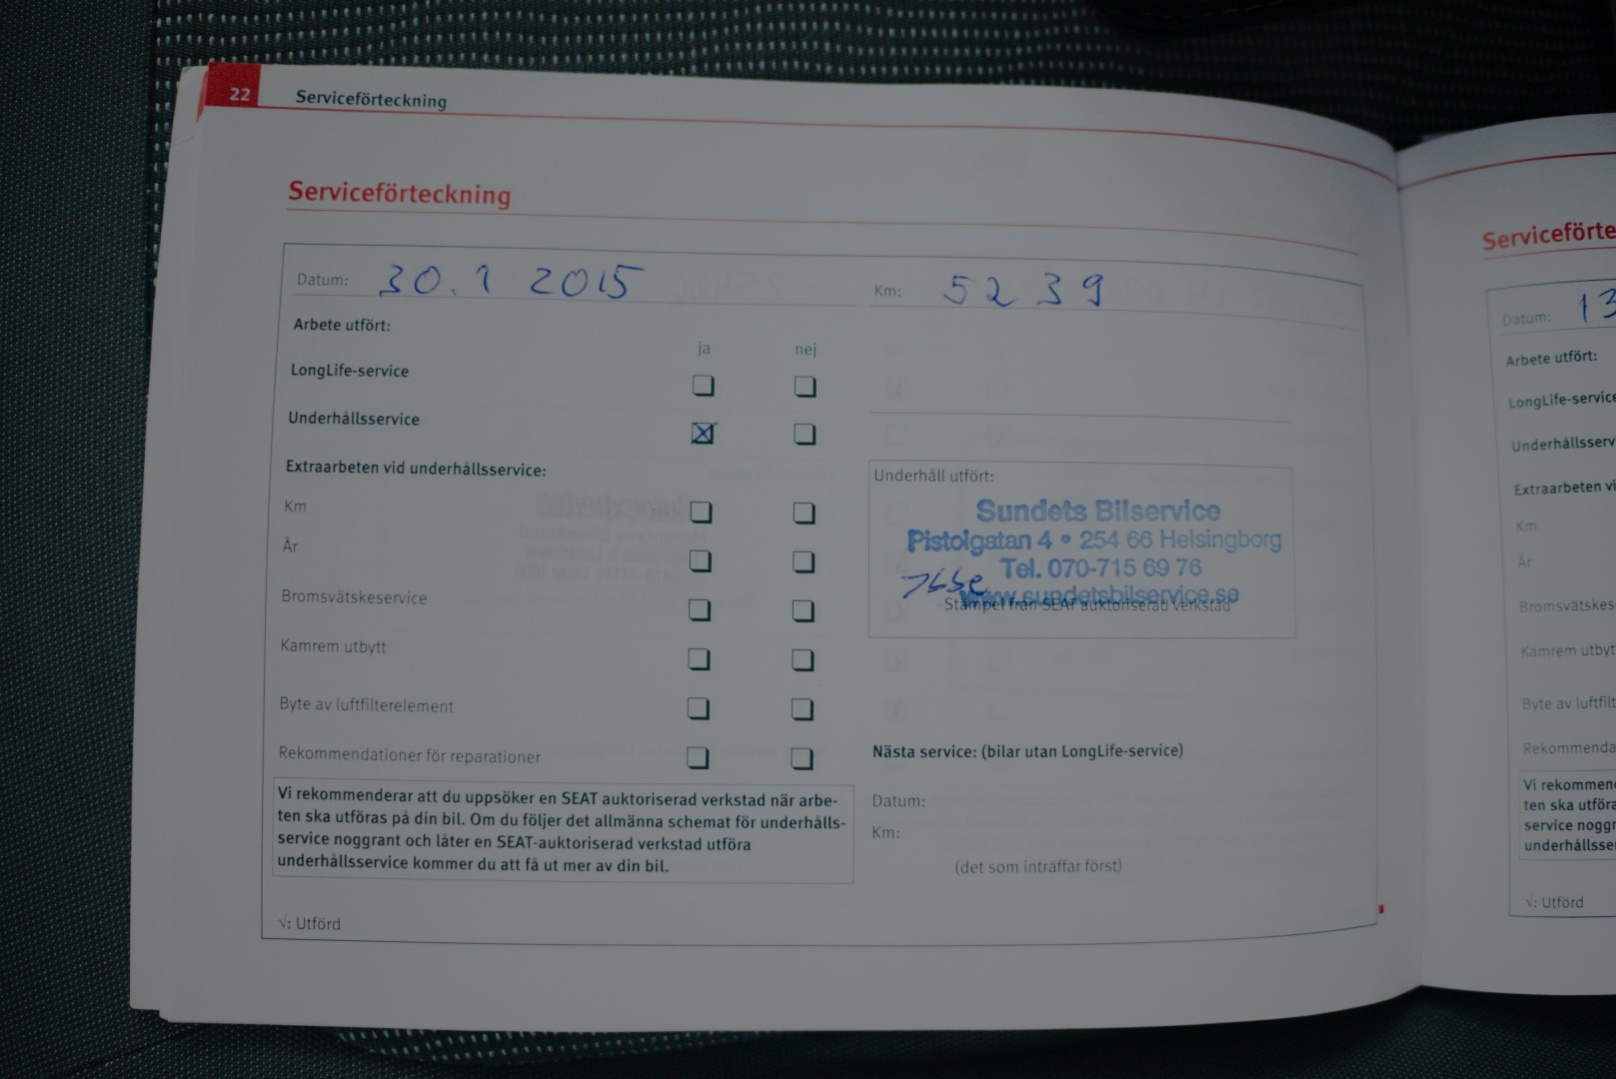 22 Serviceförteckning
Serviceförteckning
Datum: 30.1 2015 Km: 5239
Arbete utfört:
ja nej
LongLife-service
Underhållsservice
Extraarbeten vid underhållsservice:
Km
År
Bromsvätskeservice
Kamrem utbytt
Byte av luftfilterelement
Rekommendationer för reparationer
Vi rekommenderar att du uppsöker en SEAT auktoriserad verkstad när arbe-
ten ska utföras på din bil. Om du följer det allmänna schemat för underhålls-
service noggrant och låter en SEAT-auktoriserad verkstad utföra
underhållsservice kommer du att få ut mer av din bil.
√: Utförd
Underhåll utfört:
Sundets Bilservice
Pistolgatan 4 • 254 66 Helsingborg
Tel. 070-715 69 76
www.sundetsbilservice.se
Stämpel från SEAT auktoriserad verkstad
Nästa service: (bilar utan LongLife-service)
Datum:
Km:
(det som inträffar först)
Serviceförte
Datum: 13
Arbete utfört:
LongLife-service
Underhållsserv
Extraarbeten vi
Km
År
Bromsvätskes
Kamrem utbyt
Byte av luftfilt
Rekommenda
Vi rekommen
ten ska utföra
service noggr
underhållsse
√: Utförd